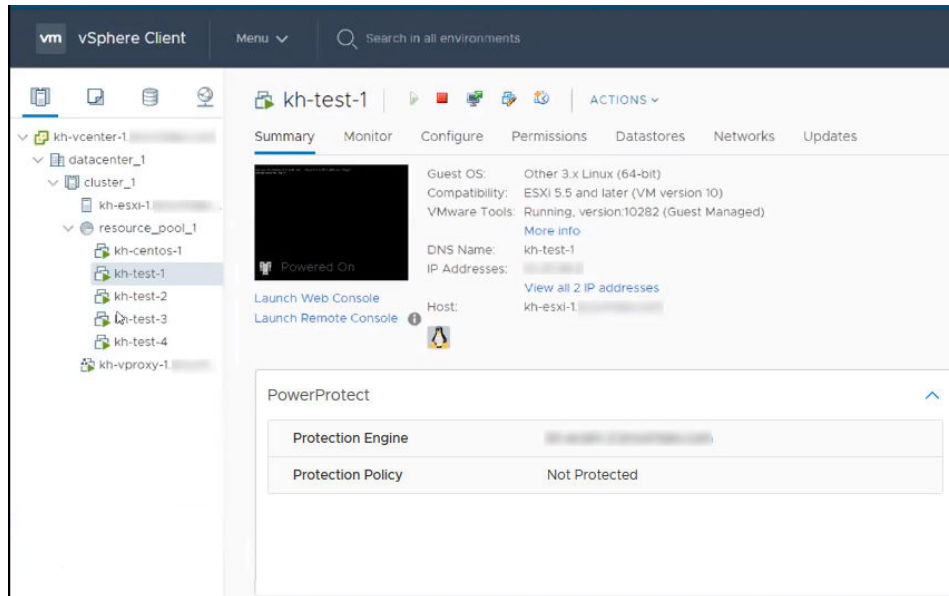 vm vSphere Client Menu Search in all environments
kh-test-1 ACTIONS
Summary Monitor Configure Permissions Datastores Networks Updates
kh-vcenter-1.
datacenter_1
cluster_1
kh-esxi-1.
resource_pool_1
kh-centos-1
kh-test-1
kh-test-2
kh-test-3
kh-test-4
kh-vproxy-1.
Powered On
Launch Web Console
Launch Remote Console
Guest OS: Other 3.x Linux (64-bit)
Compatibility: ESXi 5.5 and later (VM version 10)
VMware Tools: Running, version:10282 (Guest Managed)
More info
DNS Name: kh-test-1
IP Addresses:
View all 2 IP addresses
Host: kh-esxi-1.
PowerProtect
Protection Engine
Protection Policy Not Protected